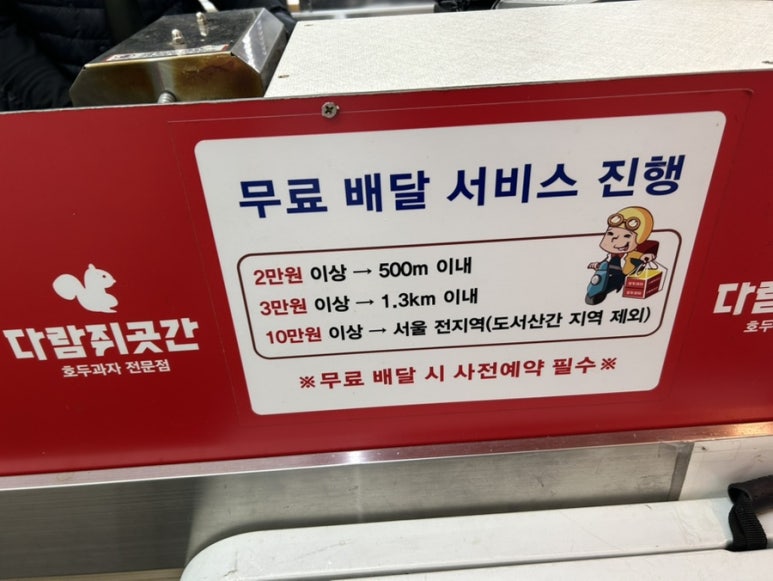 무료 배달 서비스 진행
2만원 이상 → 500m 이내
3만원 이상 → 1.3km 이내
10만원 이상 → 서울 전지역(도서산간 지역 제외)
※무료 배달 시 사전예약 필수※
다람쥐곳간
호두과자 전문점
다람
호두